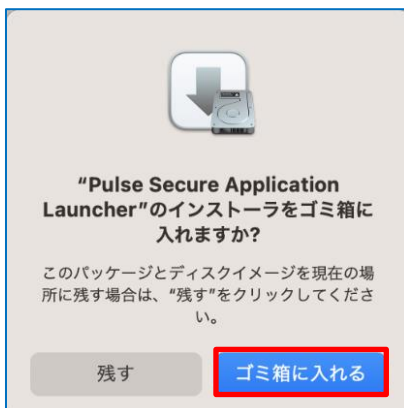 “Pulse Secure Application
Launcher”のインストーラをゴミ箱に
入れますか?
このパッケージとディスクイメージを現在の場
所に残す場合は、“残す”をクリックしてくださ
い。
残す
ゴミ箱に入れる